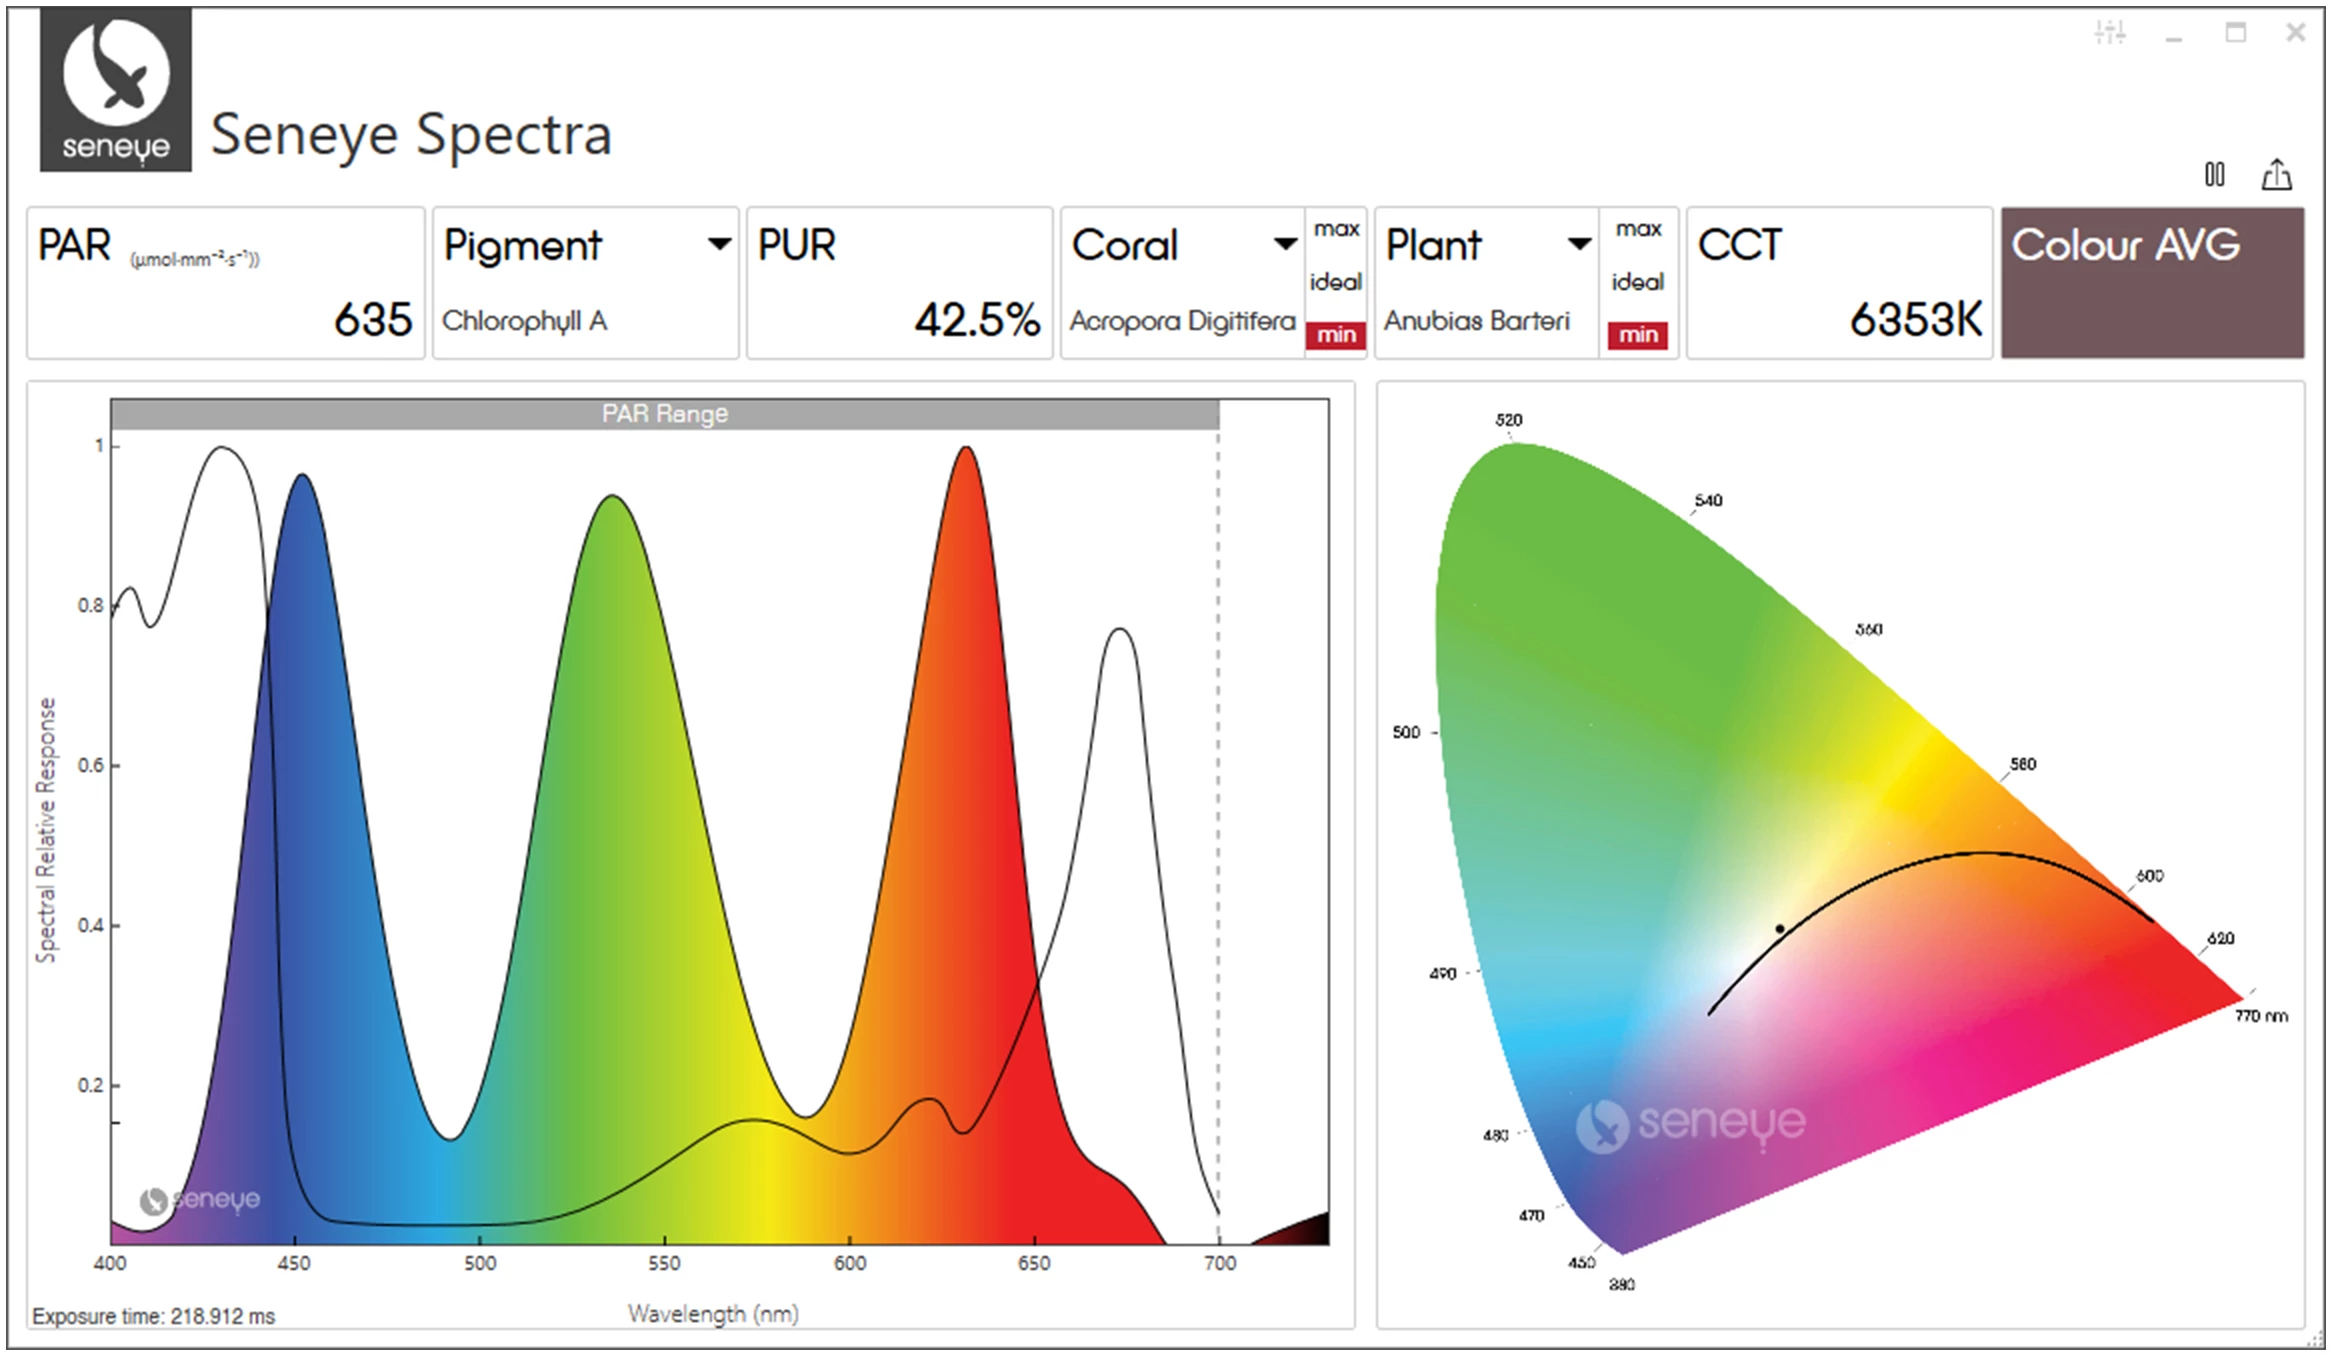 seneye
Seneye Spectra
PAR (µmol·mm⁻²·s⁻¹))
635
Pigment
Chlorophyll A
PUR
42.5%
Coral
Acropora Digitifera
max
ideal
min
Plant
Anubias Barteri
max
ideal
min
CCT
6353K
Colour AVG
PAR Range
1
0.8
0.6
0.4
0.2
Spectral Relative Response
seneye
400 450 500 550 600 650 700
Wavelength (nm)
Exposure time: 218.912 ms
520
540
560
500
580
600
620
490
770 nm
seneye
480
470
450
380